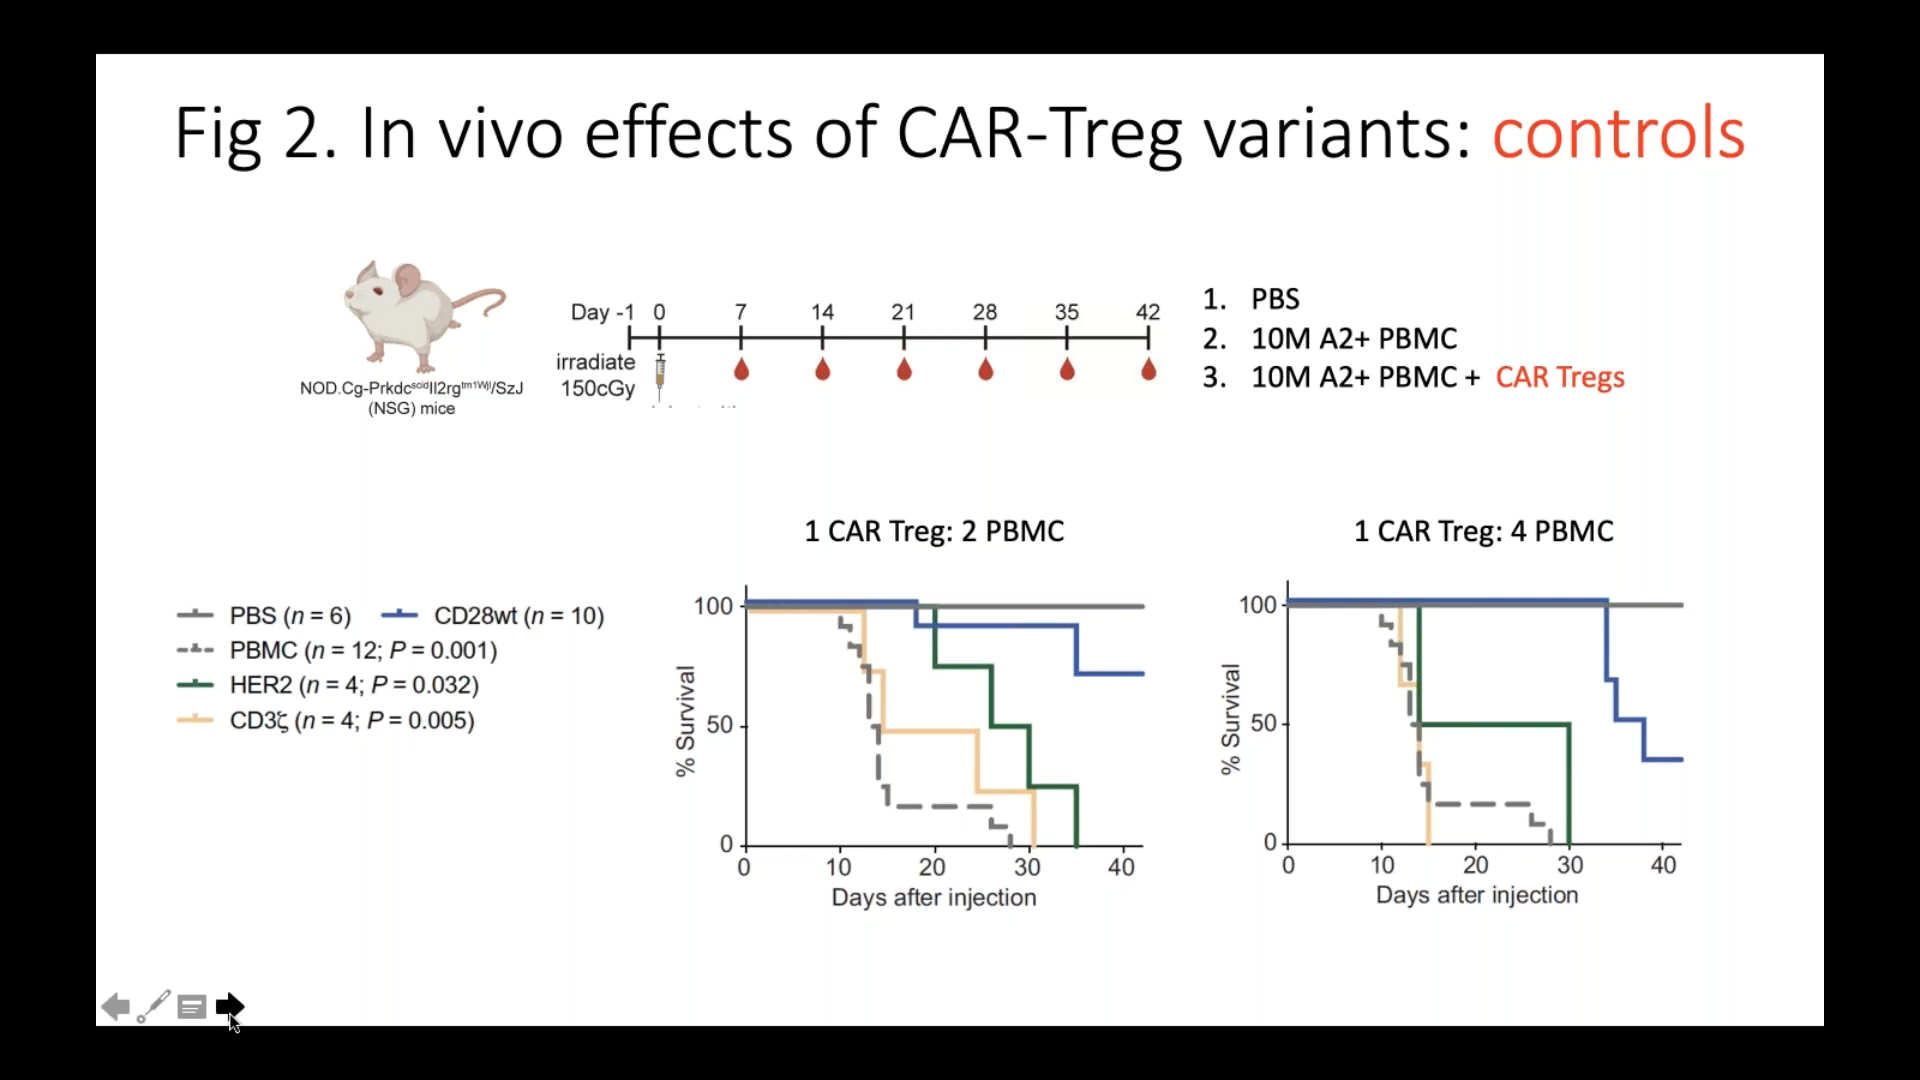 Fig 2. In vivo effects of CAR-Treg variants: controls
Day -1 0 7 14 21 28 35 42
irradiate
150cGy
NOD.Cg-Prkdcscidll2rgtm1Wjl/SzJ
(NSG) mice
1. PBS
2. 10M A2+ PBMC
3. 10M A2+ PBMC + CAR Tregs
PBS (n = 6) CD28wt (n = 10)
PBMC (n = 12; P = 0.001)
HER2 (n = 4; P = 0.032)
CD3ζ (n = 4; P = 0.005)
1 CAR Treg: 2 PBMC
% Survival
100
50
0
0 10 20 30 40
Days after injection
1 CAR Treg: 4 PBMC
% Survival
100
50
0
0 10 20 30 40
Days after injection